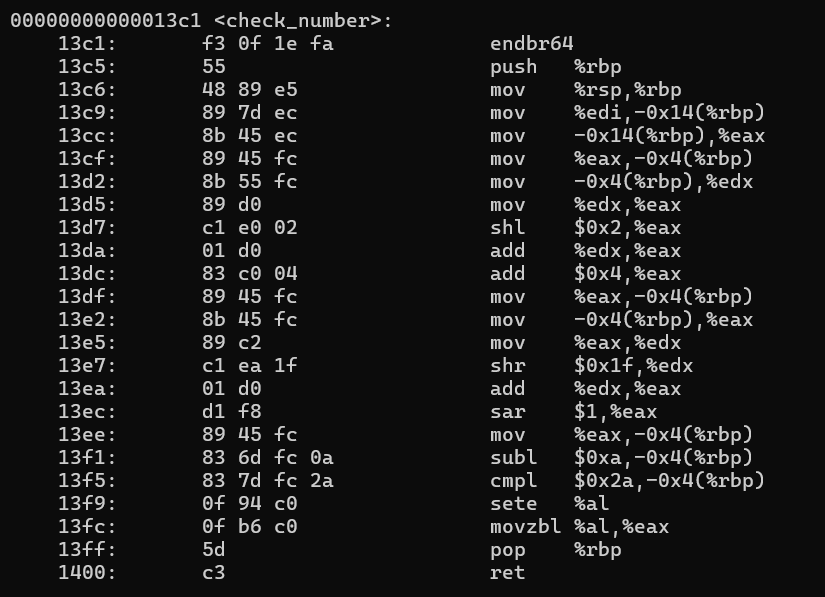 00000000000013c1 <check_number>:
    13c1:       f3 0f 1e fa             endbr64
    13c5:       55                      push   %rbp
    13c6:       48 89 e5                mov    %rsp,%rbp
    13c9:       89 7d ec                mov    %edi,-0x14(%rbp)
    13cc:       8b 45 ec                mov    -0x14(%rbp),%eax
    13cf:       89 45 fc                mov    %eax,-0x4(%rbp)
    13d2:       8b 55 fc                mov    -0x4(%rbp),%edx
    13d5:       89 d0                   mov    %edx,%eax
    13d7:       c1 e0 02                shl    $0x2,%eax
    13da:       01 d0                   add    %edx,%eax
    13dc:       83 c0 04                add    $0x4,%eax
    13df:       89 45 fc                mov    %eax,-0x4(%rbp)
    13e2:       8b 45 fc                mov    -0x4(%rbp),%eax
    13e5:       89 c2                   mov    %eax,%edx
    13e7:       c1 ea 1f                shr    $0x1f,%edx
    13ea:       01 d0                   add    %edx,%eax
    13ec:       d1 f8                   sar    $1,%eax
    13ee:       89 45 fc                mov    %eax,-0x4(%rbp)
    13f1:       83 6d fc 0a             subl   $0xa,-0x4(%rbp)
    13f5:       83 7d fc 2a             cmpl   $0x2a,-0x4(%rbp)
    13f9:       0f 94 c0                sete   %al
    13fc:       0f b6 c0                movzbl %al,%eax
    13ff:       5d                      pop    %rbp
    1400:       c3                      ret